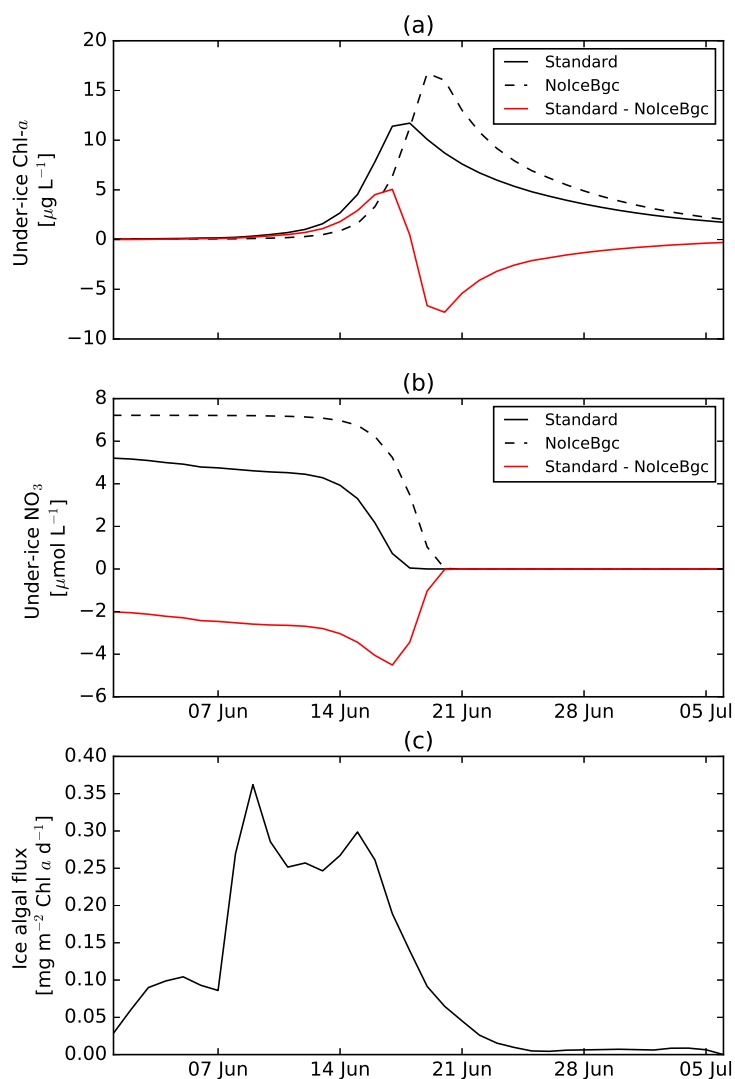 (a)
Under-ice Chl-a
[μg L⁻¹]
20
15
10
5
0
−5
−10
Standard
NoIceBgc
Standard - NoIceBgc
(b)
Under-ice NO₃
[μmol L⁻¹]
8
6
4
2
0
−2
−4
−6
Standard
NoIceBgc
Standard - NoIceBgc
07 Jun 14 Jun 21 Jun 28 Jun 05 Jul
(c)
Ice algal flux
[mg m⁻² Chl a d⁻¹]
0.40
0.35
0.30
0.25
0.20
0.15
0.10
0.05
0.00
07 Jun 14 Jun 21 Jun 28 Jun 05 Jul